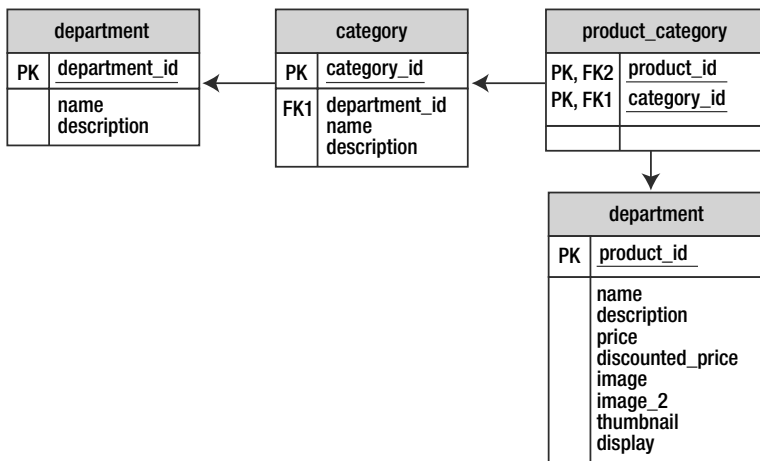 department
PK department_id
name
description
category
PK category_id
FK1 department_id
name
description
product_category
PK, FK2 product_id
PK, FK1 category_id
department
PK product_id
name
description
price
discounted_price
image
image_2
thumbnail
display